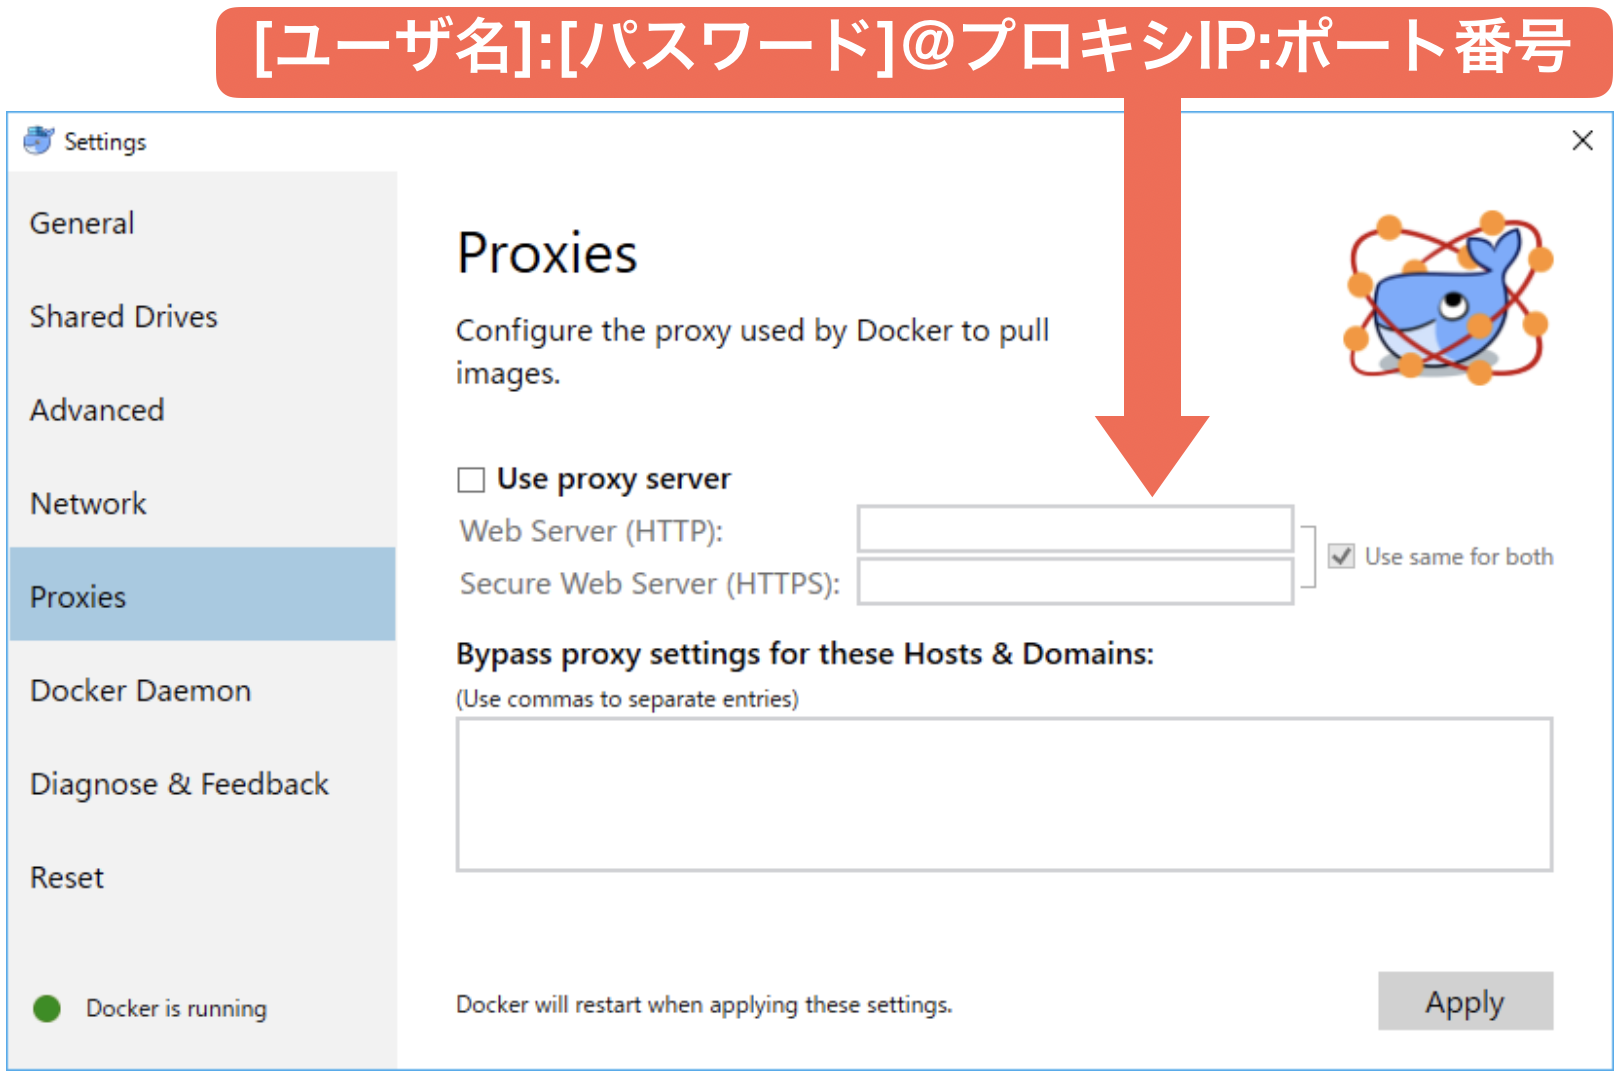 [ユーザ名]:[パスワード]@プロキシIP:ポート番号
Settings
General
Shared Drives
Advanced
Network
Proxies
Docker Daemon
Diagnose & Feedback
Reset
Docker is running
Proxies
Configure the proxy used by Docker to pull
images.
Use proxy server
Web Server (HTTP):
Secure Web Server (HTTPS):
Use same for both
Bypass proxy settings for these Hosts & Domains:
(Use commas to separate entries)
Docker will restart when applying these settings.
Apply